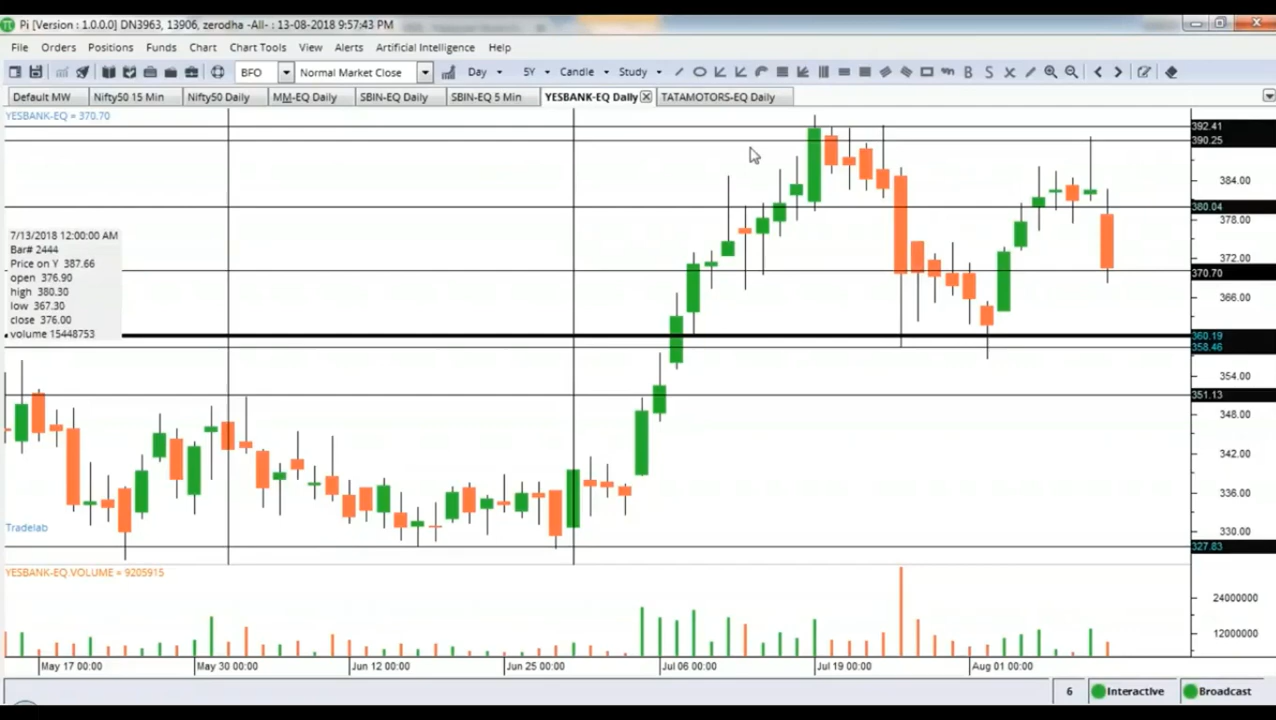 Pi [Version : 1.0.0.0] DN3963, 13906, zerodha -All- : 13-08-2018 9:57:43 PM
File Orders Positions Funds Chart Chart Tools View Alerts Artificial Intelligence Help
BFO Normal Market Close Day 5Y Candle Study B S X
Default MW Nifty50 15 Min Nifty50 Daily MM-EQ Daily SBIN-EQ Daily SBIN-EQ 5 Min YESBANK-EQ Daily TATAMOTORS-EQ Daily
YESBANK-EQ = 370.70
392.41
390.25
384.00
380.04
378.00
7/13/2018 12:00:00 AM
Bar# 2444
Price on Y 387.66
open 376.90
high 380.30
low 367.30
close 376.00
volume 15448753
372.00
370.70
366.00
360.19
358.46
354.00
351.13
348.00
342.00
336.00
330.00
Tradelab
327.83
YESBANK-EQ.VOLUME = 9205915
24000000
12000000
May 17 00:00 May 30 00:00 Jun 12 00:00 Jun 25 00:00 Jul 06 00:00 Jul 19 00:00 Aug 01 00:00
6 Interactive Broadcast